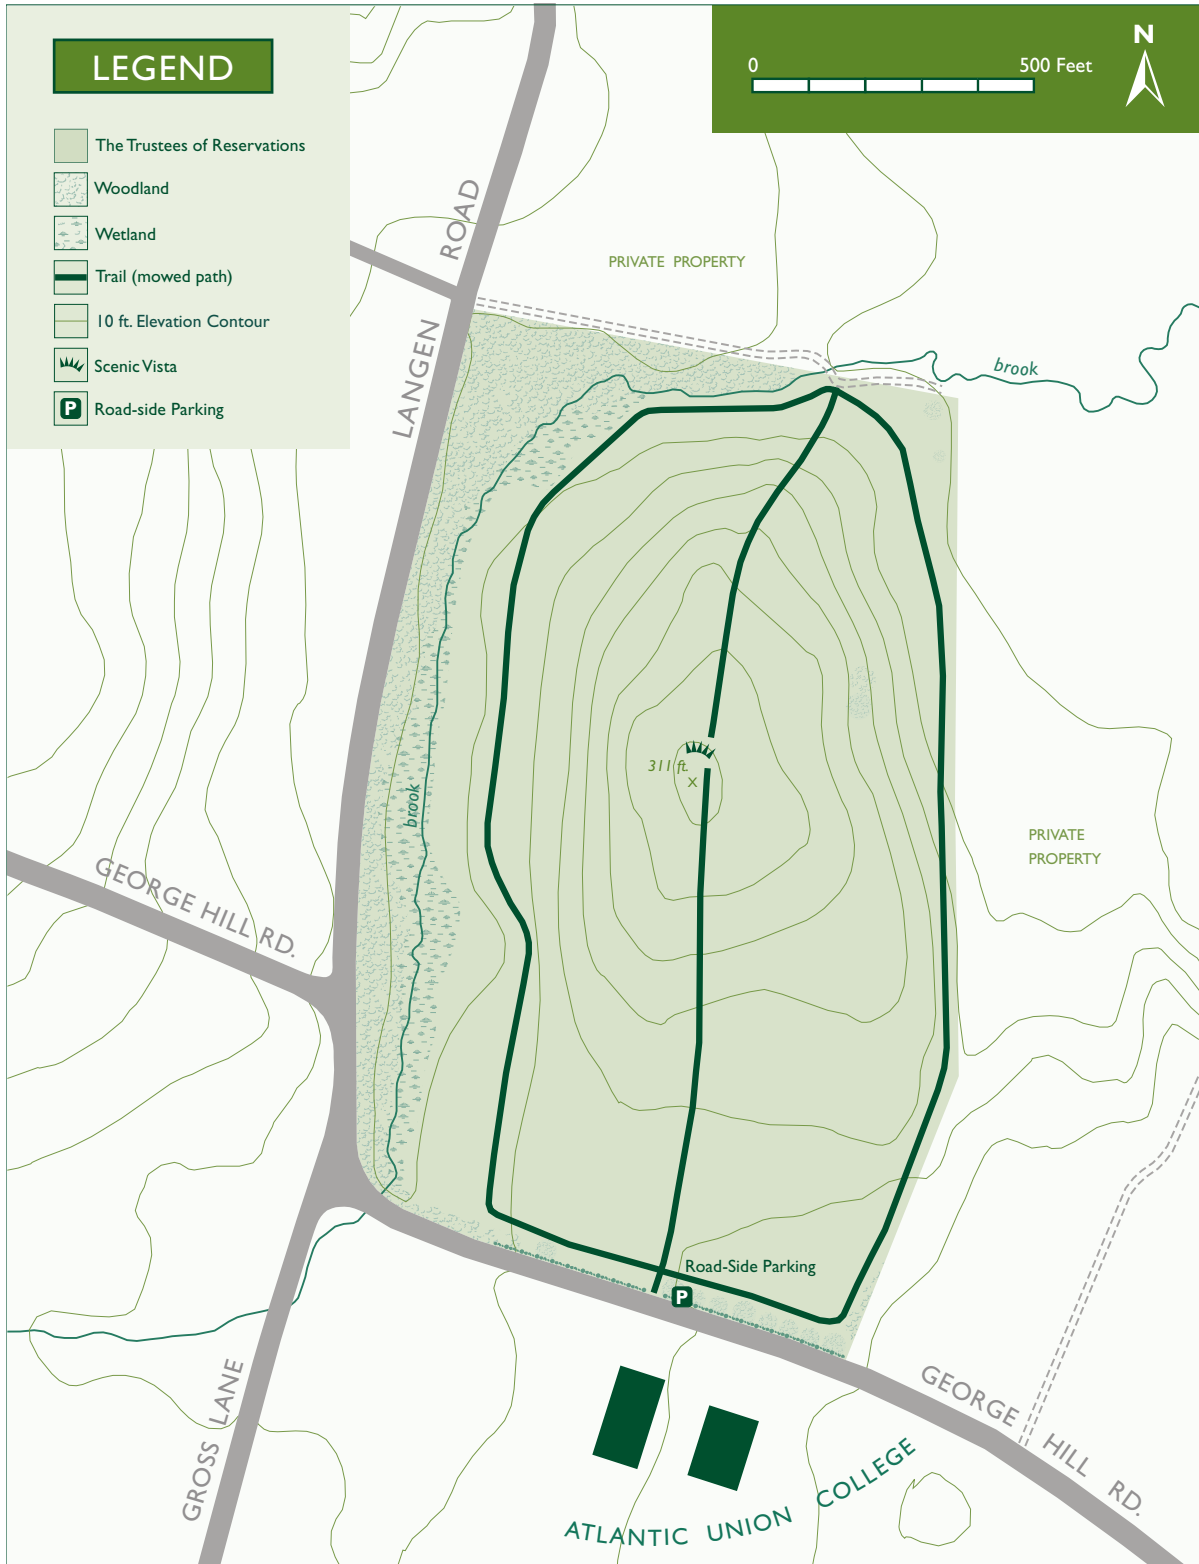 LEGEND
The Trustees of Reservations
Woodland
Wetland
Trail (mowed path)
10 ft. Elevation Contour
Scenic Vista
P
Road-side Parking
0
500 Feet
N
LANGEN ROAD
PRIVATE PROPERTY
brook
311 ft.
x
brook
PRIVATE
PROPERTY
GEORGE HILL RD.
Road-Side Parking
P
GROSS LANE
GEORGE HILL RD.
ATLANTIC UNION COLLEGE